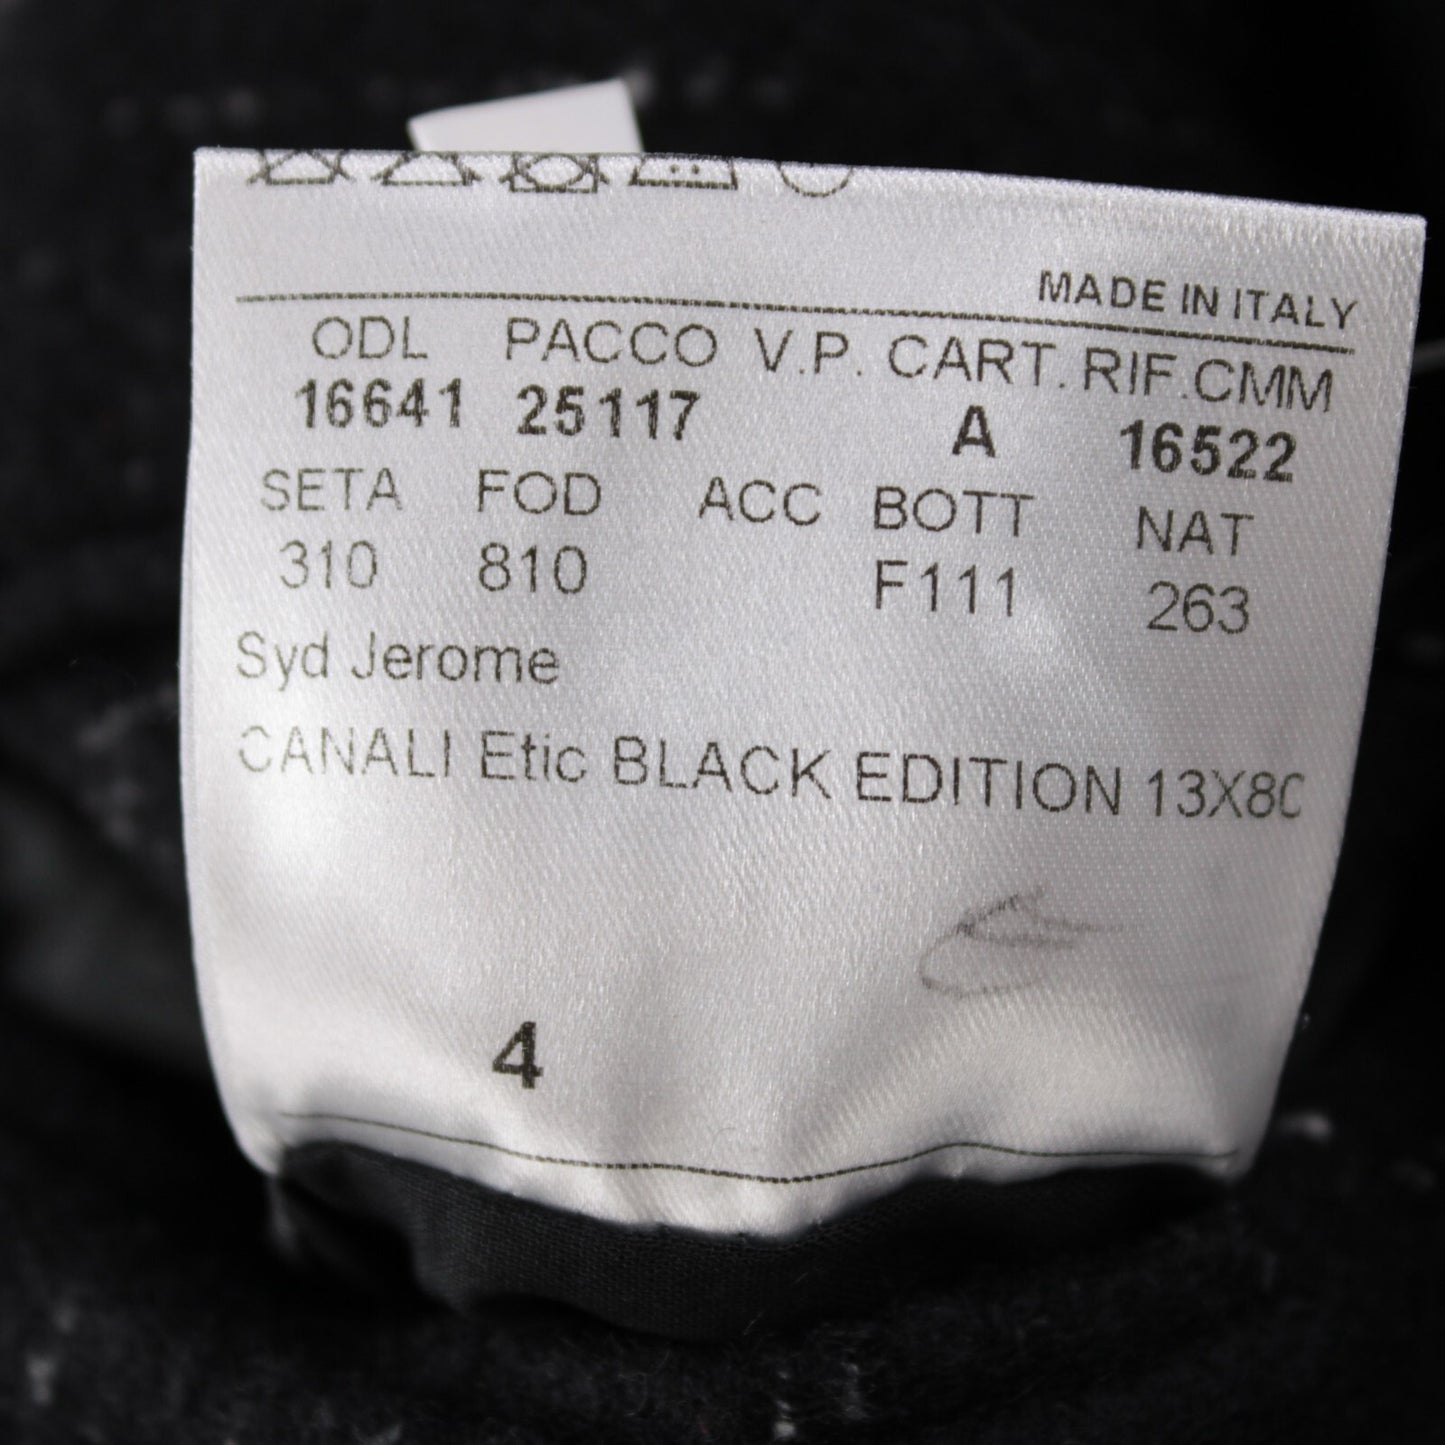 MADE IN ITALY
ODL PACCO V.P. CART. RIF.CMM
16641 25117 A 16522
SETA FOD ACC BOTT NAT
310 810 F111 263
Syd Jerome
CANALI Etic BLACK EDITION 13X8C
4